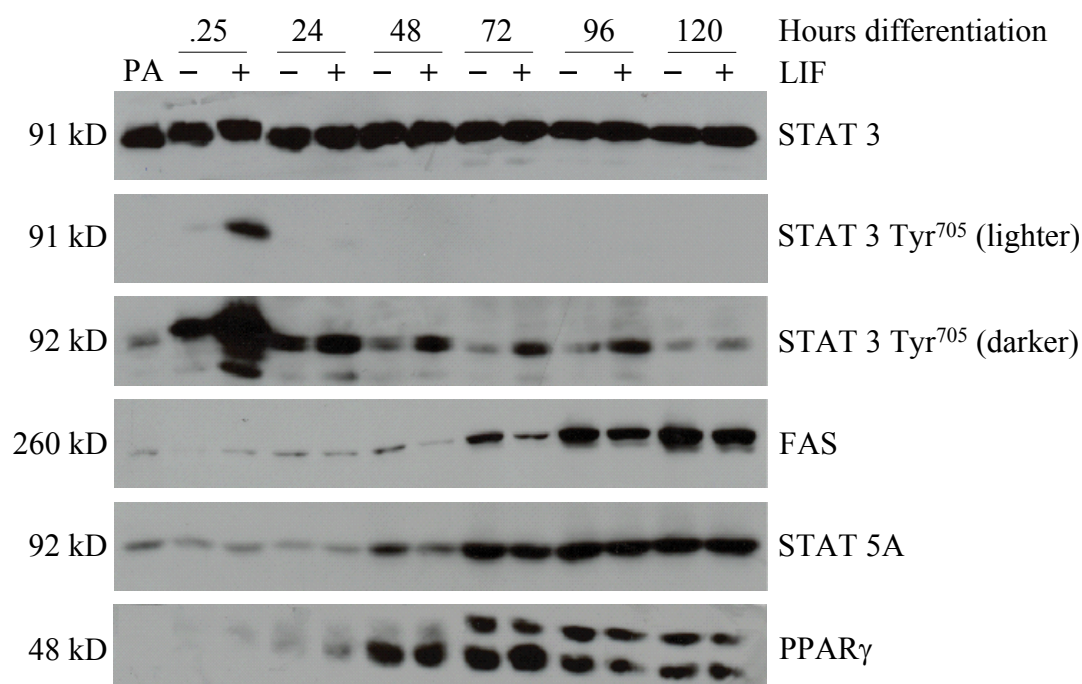 .25 24 48 72 96 120 Hours differentiation
PA − + − + − + − + − + − + LIF
91 kD STAT 3
91 kD STAT 3 Tyr⁷⁰⁵ (lighter)
92 kD STAT 3 Tyr⁷⁰⁵ (darker)
260 kD FAS
92 kD STAT 5A
48 kD PPARγ